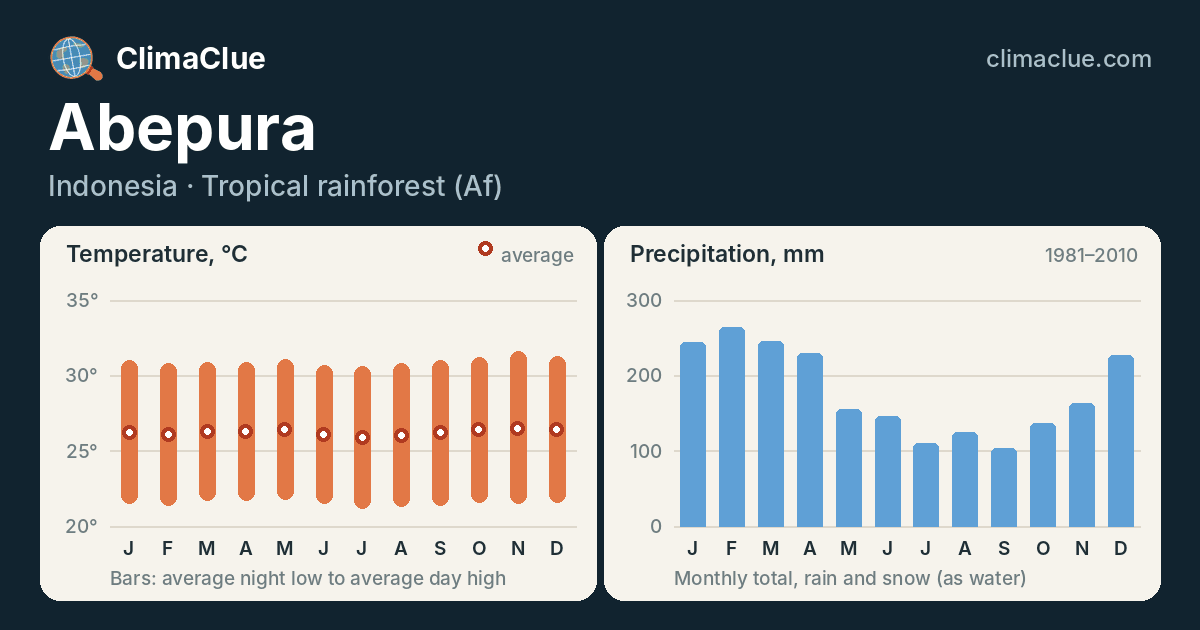 ClimaClue
climaclue.com
Abepura
Indonesia · Tropical rainforest (Af)
Temperature, °C
average
35°
30°
25°
20°
J F M A M J J A S O N D
Bars: average night low to average day high
Precipitation, mm
1981–2010
300
200
100
0
J F M A M J J A S O N D
Monthly total, rain and snow (as water)